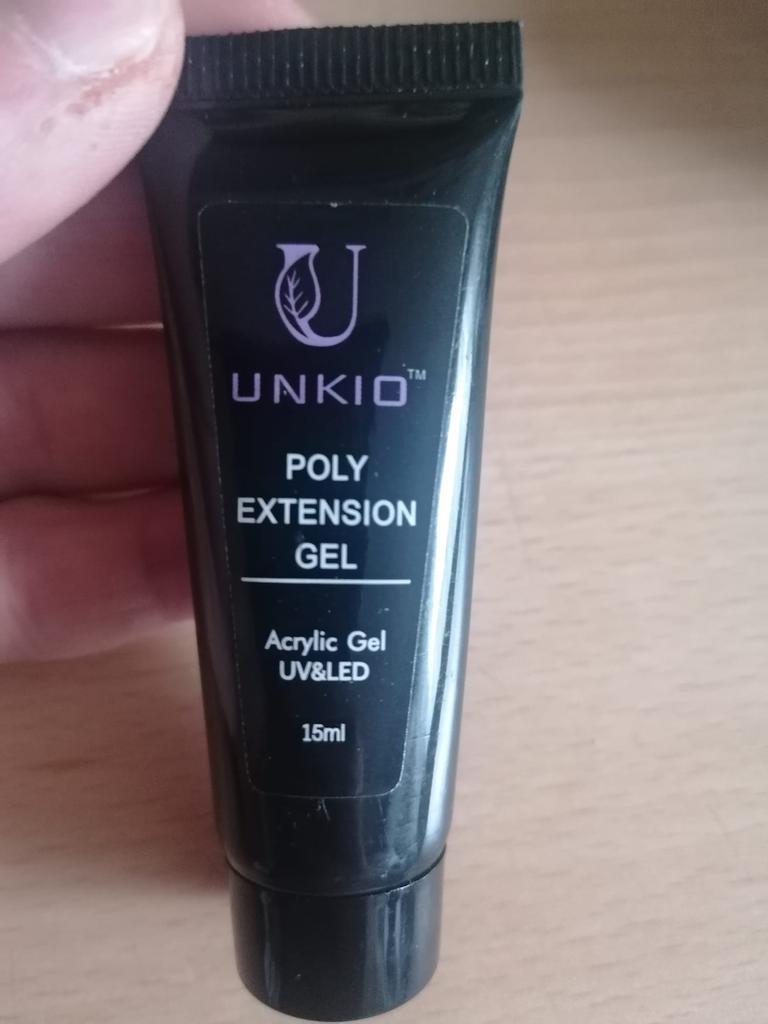 U
UNKIO™
POLY
EXTENSION
GEL
Acrylic Gel
UV&LED
15ml